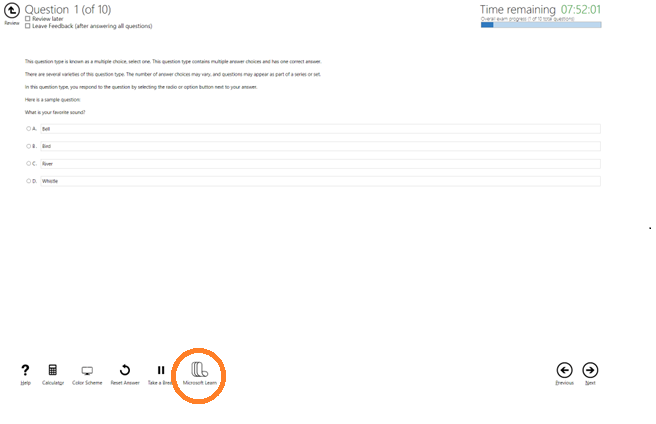 Question 1 (of 10)
Review later
Leave Feedback (after answering all questions)
Review
Time remaining 07:52:01
Overall exam progress (1 of 10 total questions)
This question type is known as a multiple choice, select one. This question type contains multiple answer choices and has one correct answer.
There are several varieties of this question type. The number of answer choices may vary, and questions may appear as part of a series or set.
In this question type, you respond to the question by selecting the radio or option button next to your answer.
Here is a sample question:
What is your favorite sound?
A. Bell
B. Bird
C. River
D. Whistle
Help Calculator Color Scheme Reset Answer Take a Break Microsoft Learn Previous Next